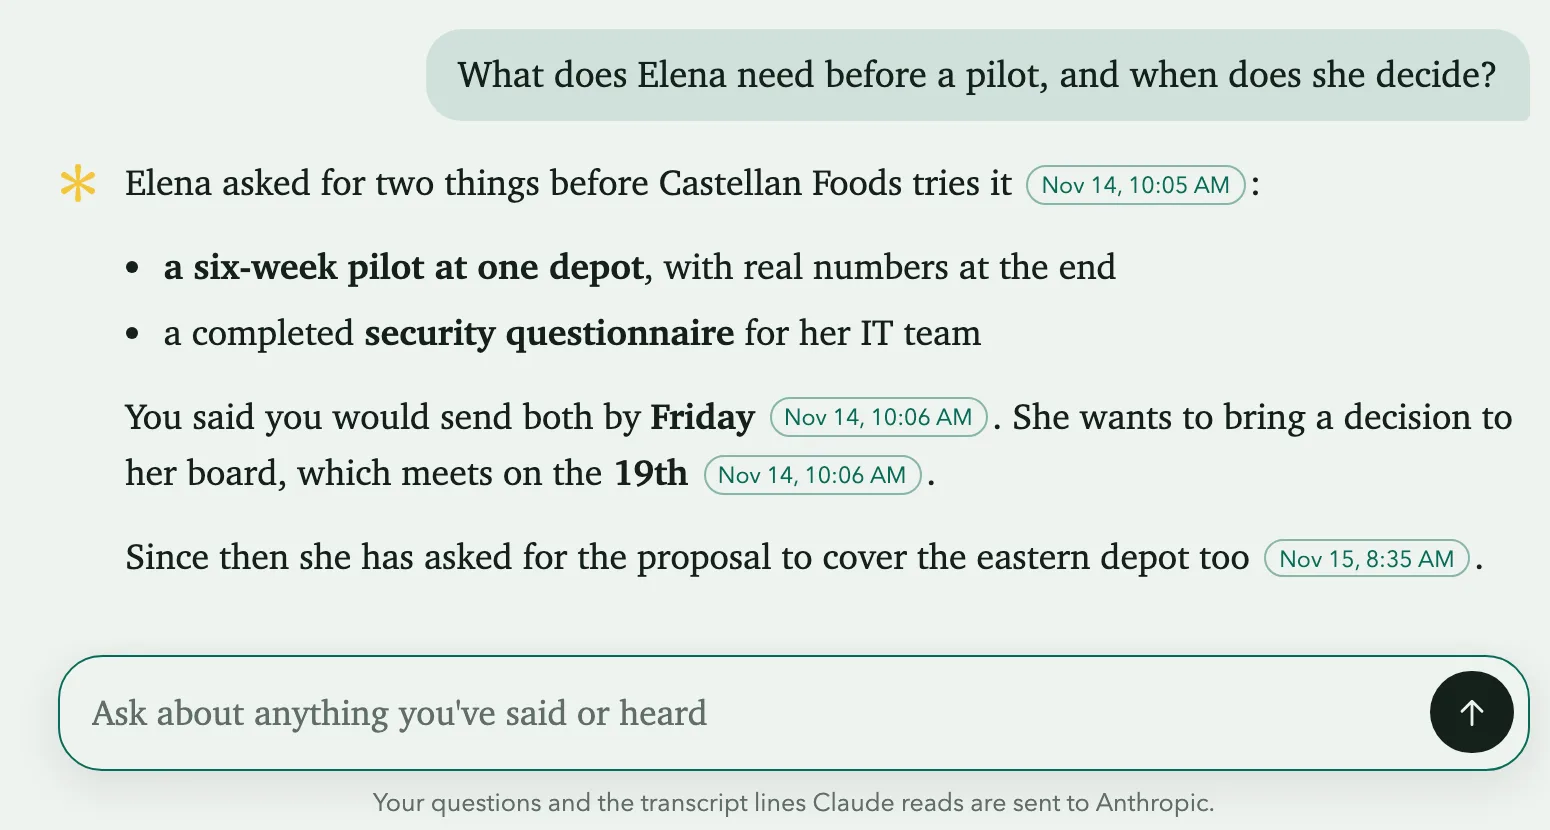 What does Elena need before a pilot, and when does she decide?
Elena asked for two things before Castellan Foods tries it Nov 14, 10:05 AM:
• a six-week pilot at one depot, with real numbers at the end
• a completed security questionnaire for her IT team
You said you would send both by Friday Nov 14, 10:06 AM. She wants to bring a decision to
her board, which meets on the 19th Nov 14, 10:06 AM.
Since then she has asked for the proposal to cover the eastern depot too Nov 15, 8:35 AM.
Ask about anything you've said or heard
Your questions and the transcript lines Claude reads are sent to Anthropic.